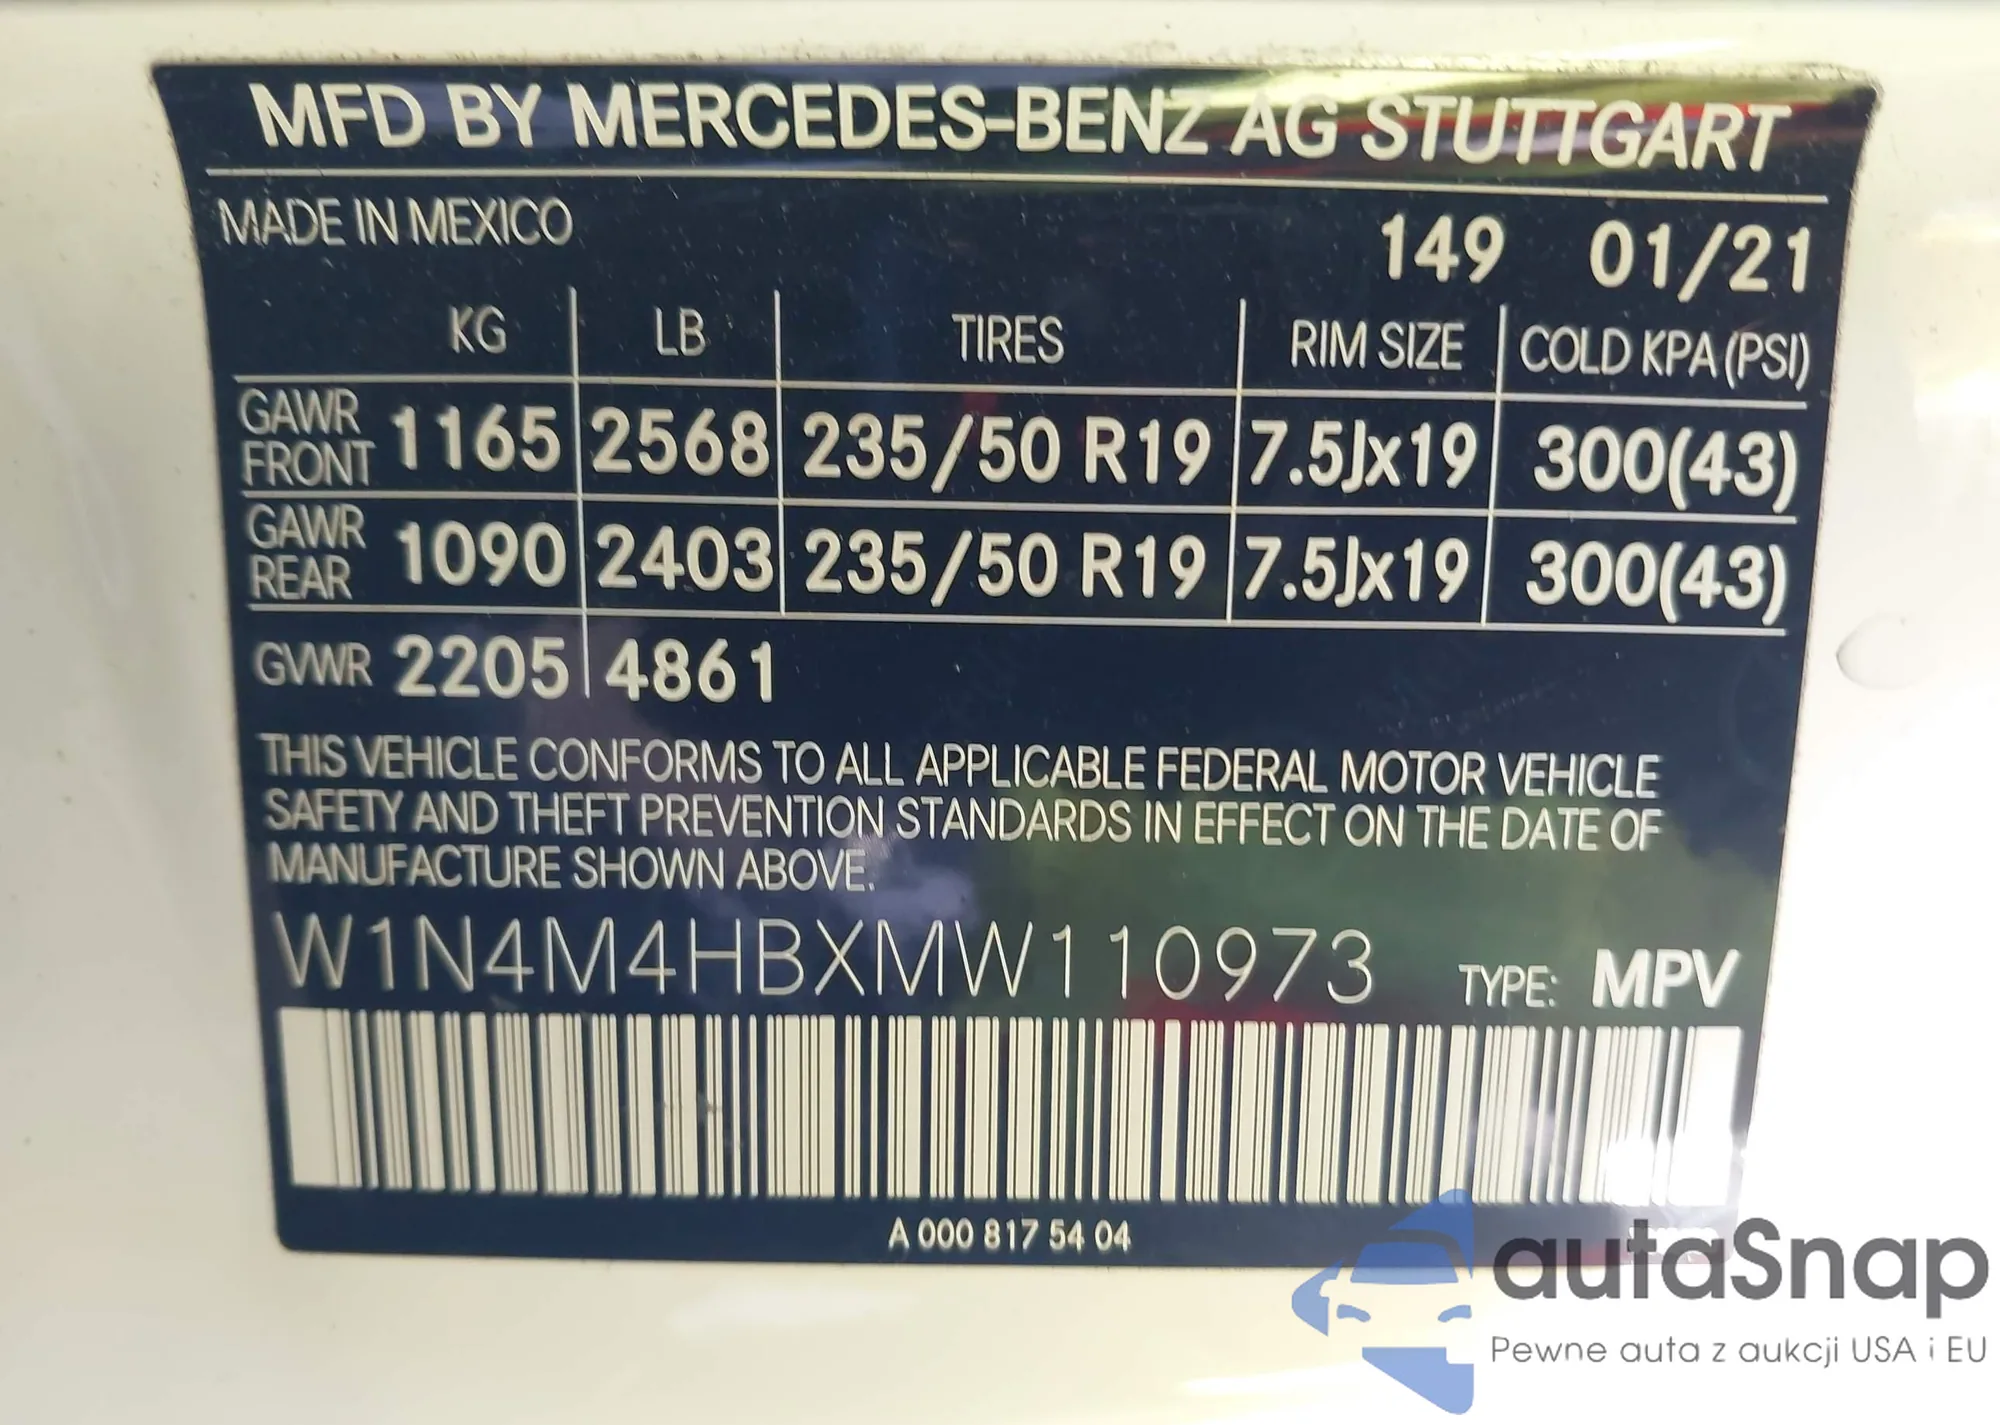 MFD BY MERCEDES-BENZ AG STUTTGART
MADE IN MEXICO 149 01/21
KG LB TIRES RIM SIZE COLD KPA (PSI)
GAWR FRONT 1165 2568 235/50 R19 7.5Jx19 300(43)
GAWR REAR 1090 2403 235/50 R19 7.5Jx19 300(43)
GVWR 2205 4861
THIS VEHICLE CONFORMS TO ALL APPLICABLE FEDERAL MOTOR VEHICLE
SAFETY AND THEFT PREVENTION STANDARDS IN EFFECT ON THE DATE OF
MANUFACTURE SHOWN ABOVE.
W1N4M4HBXMW110973 TYPE: MPV
A 000 817 54 04
autaSnap
Pewne auta z aukcji USA i EU